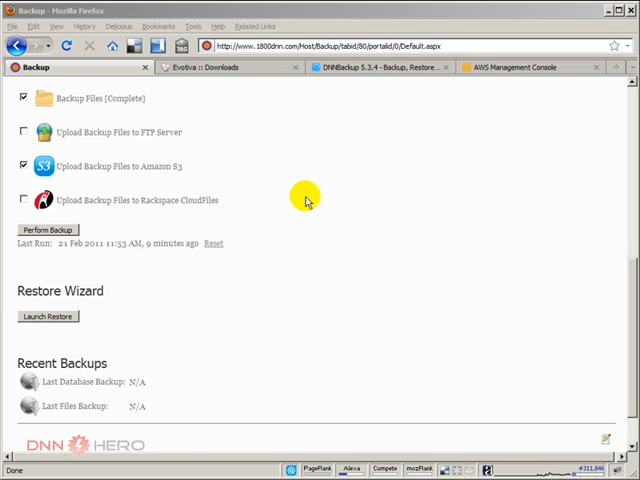 Backup - Mozilla Firefox
File Edit View History Delicious Bookmarks Tools Help Related Links
http://www.1800dnn.com/Host/Backup/tabid/80/portalid/0/Default.aspx
Backup
Evotiva :: Downloads
DNNBackup 5.3.4 - Backup, Restore...
AWS Management Console
Backup Files [Complete]
Upload Backup Files to FTP Server
S3 Upload Backup Files to Amazon S3
Upload Backup Files to Rackspace CloudFiles
Perform Backup
Last Run: 21 Feb 2011 11:53 AM, 9 minutes ago Reset
Restore Wizard
Launch Restore
Recent Backups
Last Database Backup: N/A
Last Files Backup: N/A
DNN HERO
Done
PageRank
Alexa
Compete
mozRank
#311,846